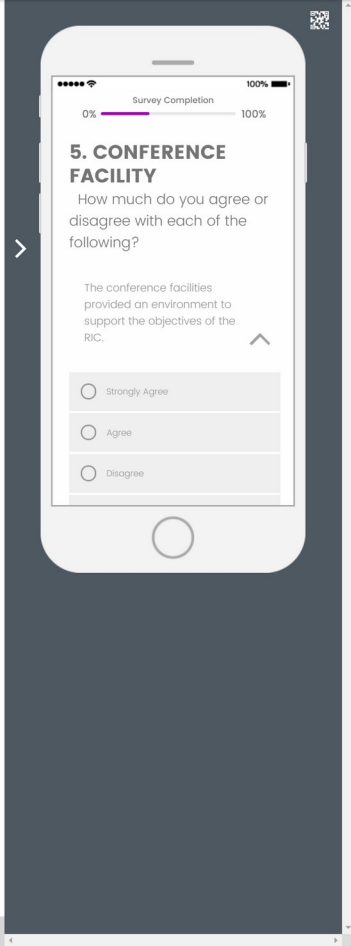 100%
Survey Completion
0% 100%
5. CONFERENCE
FACILITY
How much do you agree or
disagree with each of the
following?
The conference facilities
provided an environment to
support the objectives of the
RIC.
Strongly Agree
Agree
Disagree